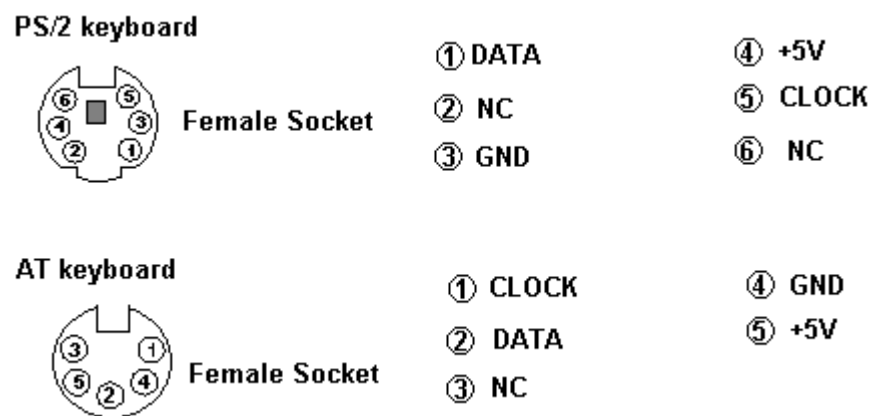 PS/2 keyboard
① DATA
④ +5V
⑥ ⑤
④ ③
② ①
Female Socket
② NC
⑤ CLOCK
③ GND
⑥ NC
AT keyboard
① CLOCK
④ GND
③ ①
⑤ ② ④
Female Socket
② DATA
⑤ +5V
③ NC